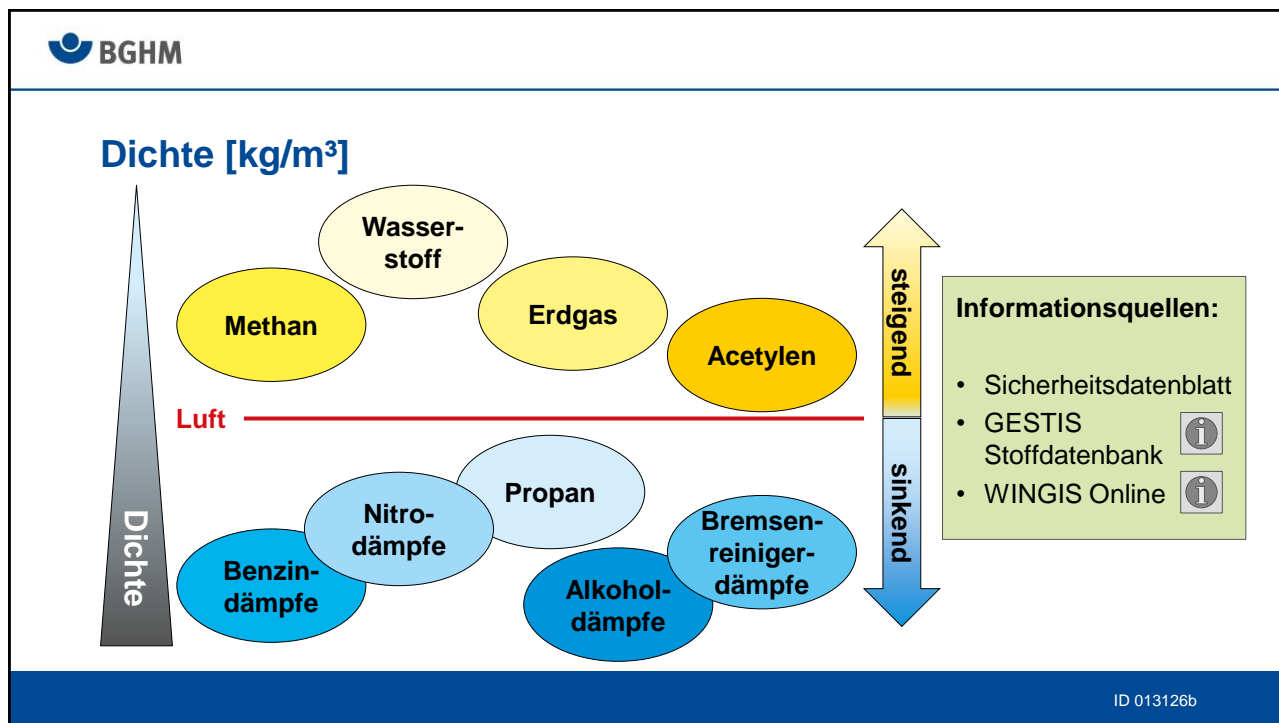 BGHM
Dichte [kg/m³]
Wasser-
stoff
Methan
Erdgas
Acetylen
steigend
Luft
Propan
Nitro-
dämpfe
Benzin-
dämpfe
Alkohol-
dämpfe
Bremsen-
reiniger-
dämpfe
sinkend
Dichte
Informationsquellen:
• Sicherheitsdatenblatt
• GESTIS
Stoffdatenbank
• WINGIS Online
ID 013126b